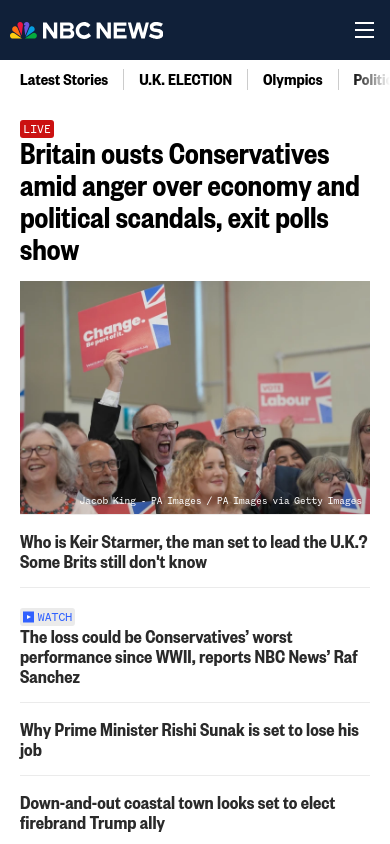 NBC NEWS
Latest Stories
U.K. ELECTION
Olympics
LIVE
Britain ousts Conservatives
amid anger over economy and
political scandals, exit polls
show
Change.
Be part of it.
VOTE
Labour
Jacob King - PA Images / PA Images via Getty Images
Who is Keir Starmer, the man set to lead the U.K.?
Some Brits still don't know
WATCH
The loss could be Conservatives’ worst
performance since WWII, reports NBC News’ Raf
Sanchez
Why Prime Minister Rishi Sunak is set to lose his
job
Down-and-out coastal town looks set to elect
firebrand Trump ally